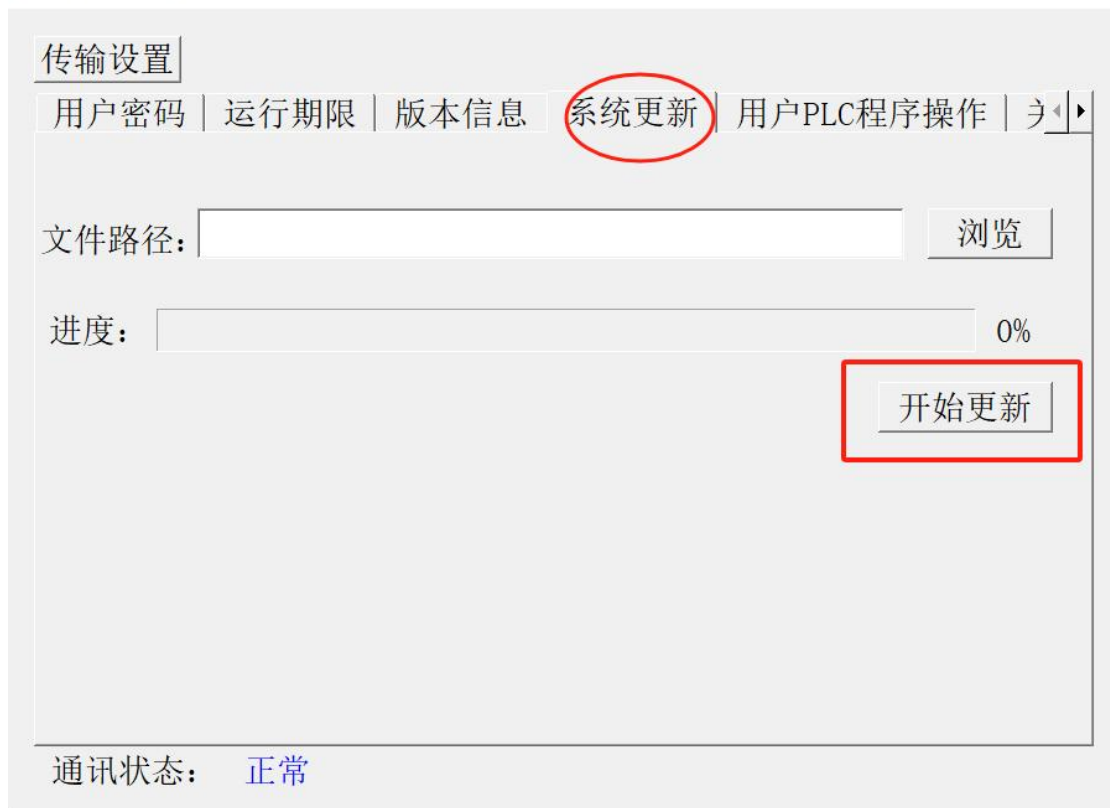 传输设置
用户密码 运行期限 版本信息 系统更新 用户PLC程序操作
文件路径: 浏览
进度: 0%
开始更新
通讯状态: 正常